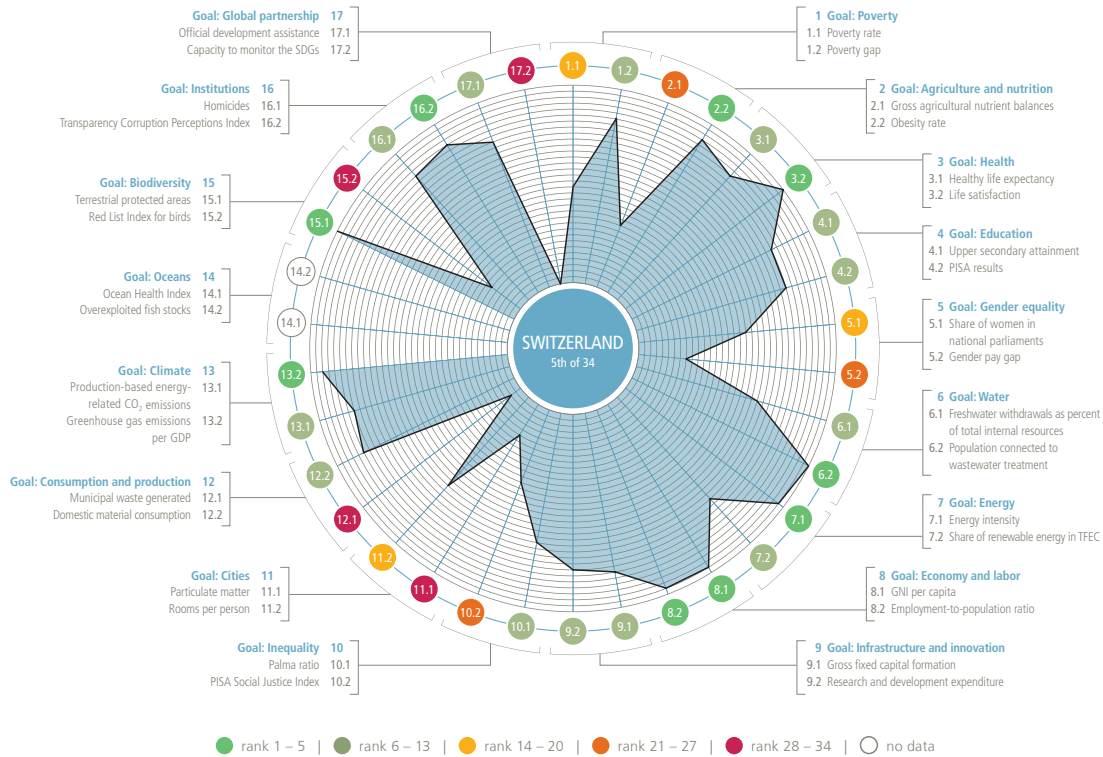 Goal: Global partnership 17
Official development assistance 17.1
Capacity to monitor the SDGs 17.2
1 Goal: Poverty
1.1 Poverty rate
1.2 Poverty gap
Goal: Institutions 16
Homicides 16.1
Transparency Corruption Perceptions Index 16.2
2 Goal: Agriculture and nutrition
2.1 Gross agricultural nutrient balances
2.2 Obesity rate
Goal: Biodiversity 15
Terrestrial protected areas 15.1
Red List Index for birds 15.2
3 Goal: Health
3.1 Healthy life expectancy
3.2 Life satisfaction
4 Goal: Education
4.1 Upper secondary attainment
4.2 PISA results
Goal: Oceans 14
Ocean Health Index 14.1
Overexploited fish stocks 14.2
5 Goal: Gender equality
5.1 Share of women in
national parliaments
5.2 Gender pay gap
Goal: Climate 13
Production-based energy- 13.1
related CO₂ emissions
Greenhouse gas emissions 13.2
per GDP
6 Goal: Water
6.1 Freshwater withdrawals as percent
of total internal resources
6.2 Population connected to
wastewater treatment
Goal: Consumption and production 12
Municipal waste generated 12.1
Domestic material consumption 12.2
7 Goal: Energy
7.1 Energy intensity
7.2 Share of renewable energy in TFEC
Goal: Cities 11
Particulate matter 11.1
Rooms per person 11.2
8 Goal: Economy and labor
8.1 GNI per capita
8.2 Employment-to-population ratio
Goal: Inequality 10
Palma ratio 10.1
PISA Social Justice Index 10.2
9 Goal: Infrastructure and innovation
9.1 Gross fixed capital formation
9.2 Research and development expenditure
1.1
1.2
2.1
2.2
3.1
3.2
4.1
4.2
5.1
5.2
6.1
6.2
7.1
7.2
8.1
8.2
9.1
9.2
10.1
10.2
11.1
11.2
12.1
12.2
13.1
13.2
14.1
14.2
15.1
15.2
16.1
16.2
17.1
17.2
SWITZERLAND
5th of 34
rank 1 – 5 | rank 6 – 13 | rank 14 – 20 | rank 21 – 27 | rank 28 – 34 | no data